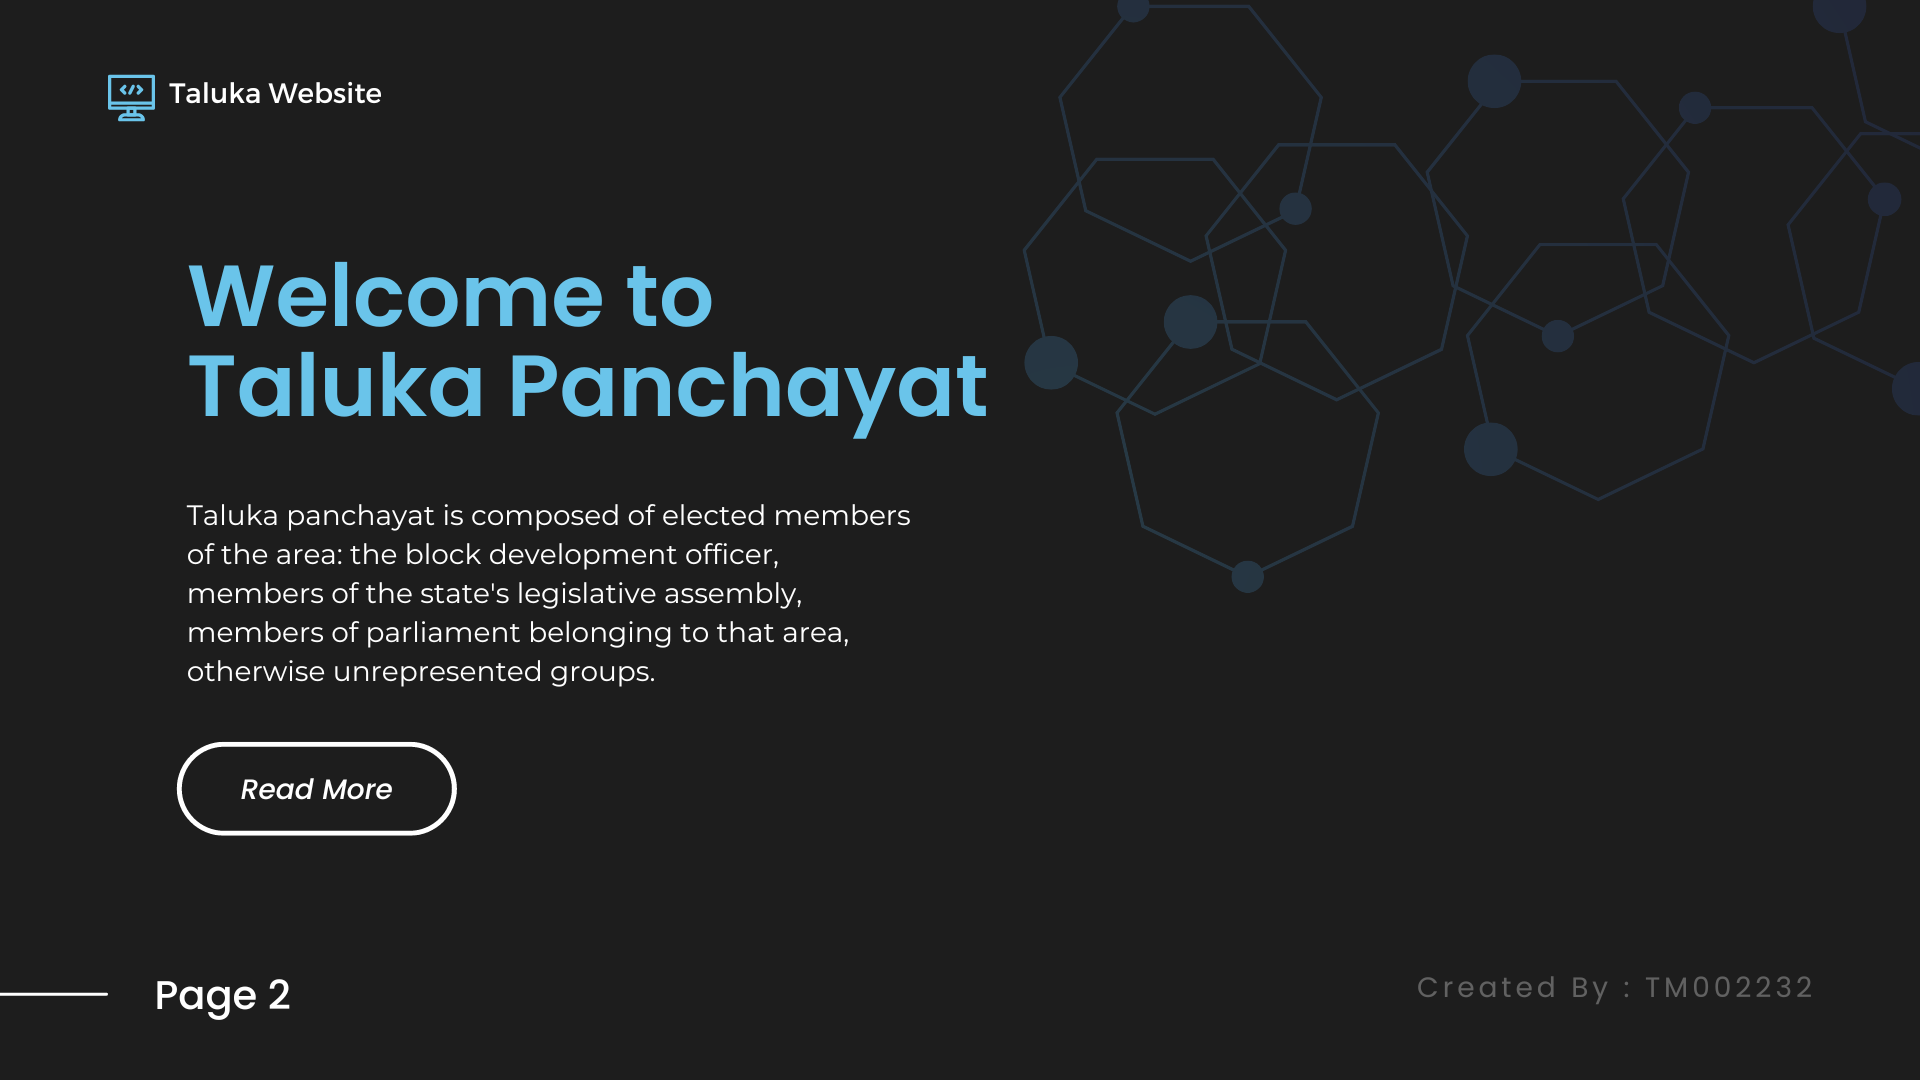 Taluka Website
Welcome to
Taluka Panchayat
Taluka panchayat is composed of elected members
of the area: the block development officer,
members of the state's legislative assembly,
members of parliament belonging to that area,
otherwise unrepresented groups.
Read More
Page 2
Created By : TM002232